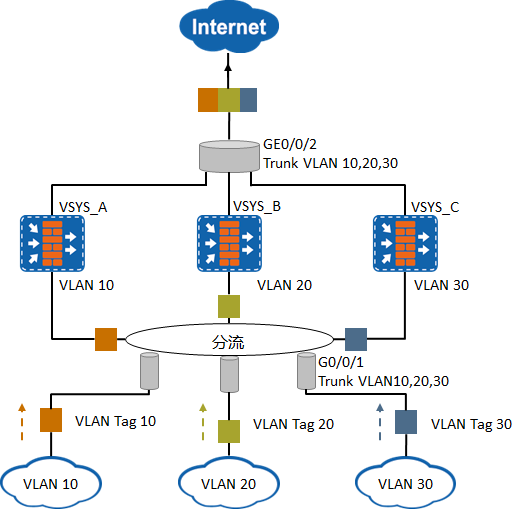 Internet
GE0/0/2
Trunk VLAN 10,20,30
VSYS_A
VSYS_B
VSYS_C
VLAN 10
VLAN 20
VLAN 30
分流
G0/0/1
Trunk VLAN10,20,30
VLAN Tag 10
VLAN Tag 20
VLAN Tag 30
VLAN 10
VLAN 20
VLAN 30